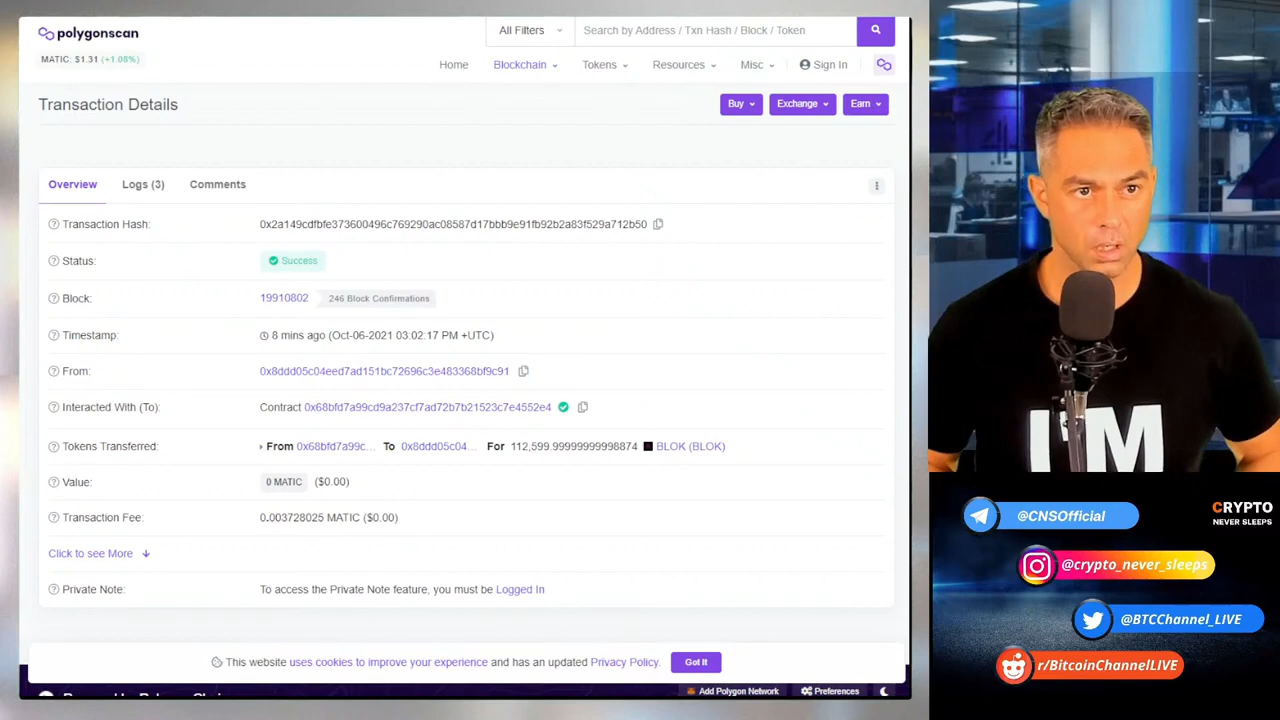 polygonscan
All Filters
Search by Address / Txn Hash / Block / Token
MATIC: $1.31 (+1.08%)
Home Blockchain Tokens Resources Misc Sign In
Transaction Details
Buy Exchange Earn
Overview Logs (3) Comments
Transaction Hash: 0x2a149cdfbfe373600496c769290ac08587d17bbb9e91fb92b2a83f529a712b50
Status: Success
Block: 19910802 246 Block Confirmations
Timestamp: 8 mins ago (Oct-06-2021 03:02:17 PM +UTC)
From: 0x8ddd05c04eed7ad151bc72696c3e483368bf9c91
Interacted With (To): Contract 0x68bfd7a99cd9a237cf7ad72b7b21523c7e4552e4
Tokens Transferred: From 0x68bfd7a99c... To 0x8ddd05c04... For 112,599.99999999998874 BLOK (BLOK)
Value: 0 MATIC ($0.00)
Transaction Fee: 0.003728025 MATIC ($0.00)
Click to see More
Private Note: To access the Private Note feature, you must be Logged In
This website uses cookies to improve your experience and has an updated Privacy Policy. Got It
Add Polygon Network Preferences
I'M
@CNSOfficial
CRYPTO
NEVER SLEEPS
@crypto_never_sleeps
@BTCChannel_LIVE
r/BitcoinChannelLIVE